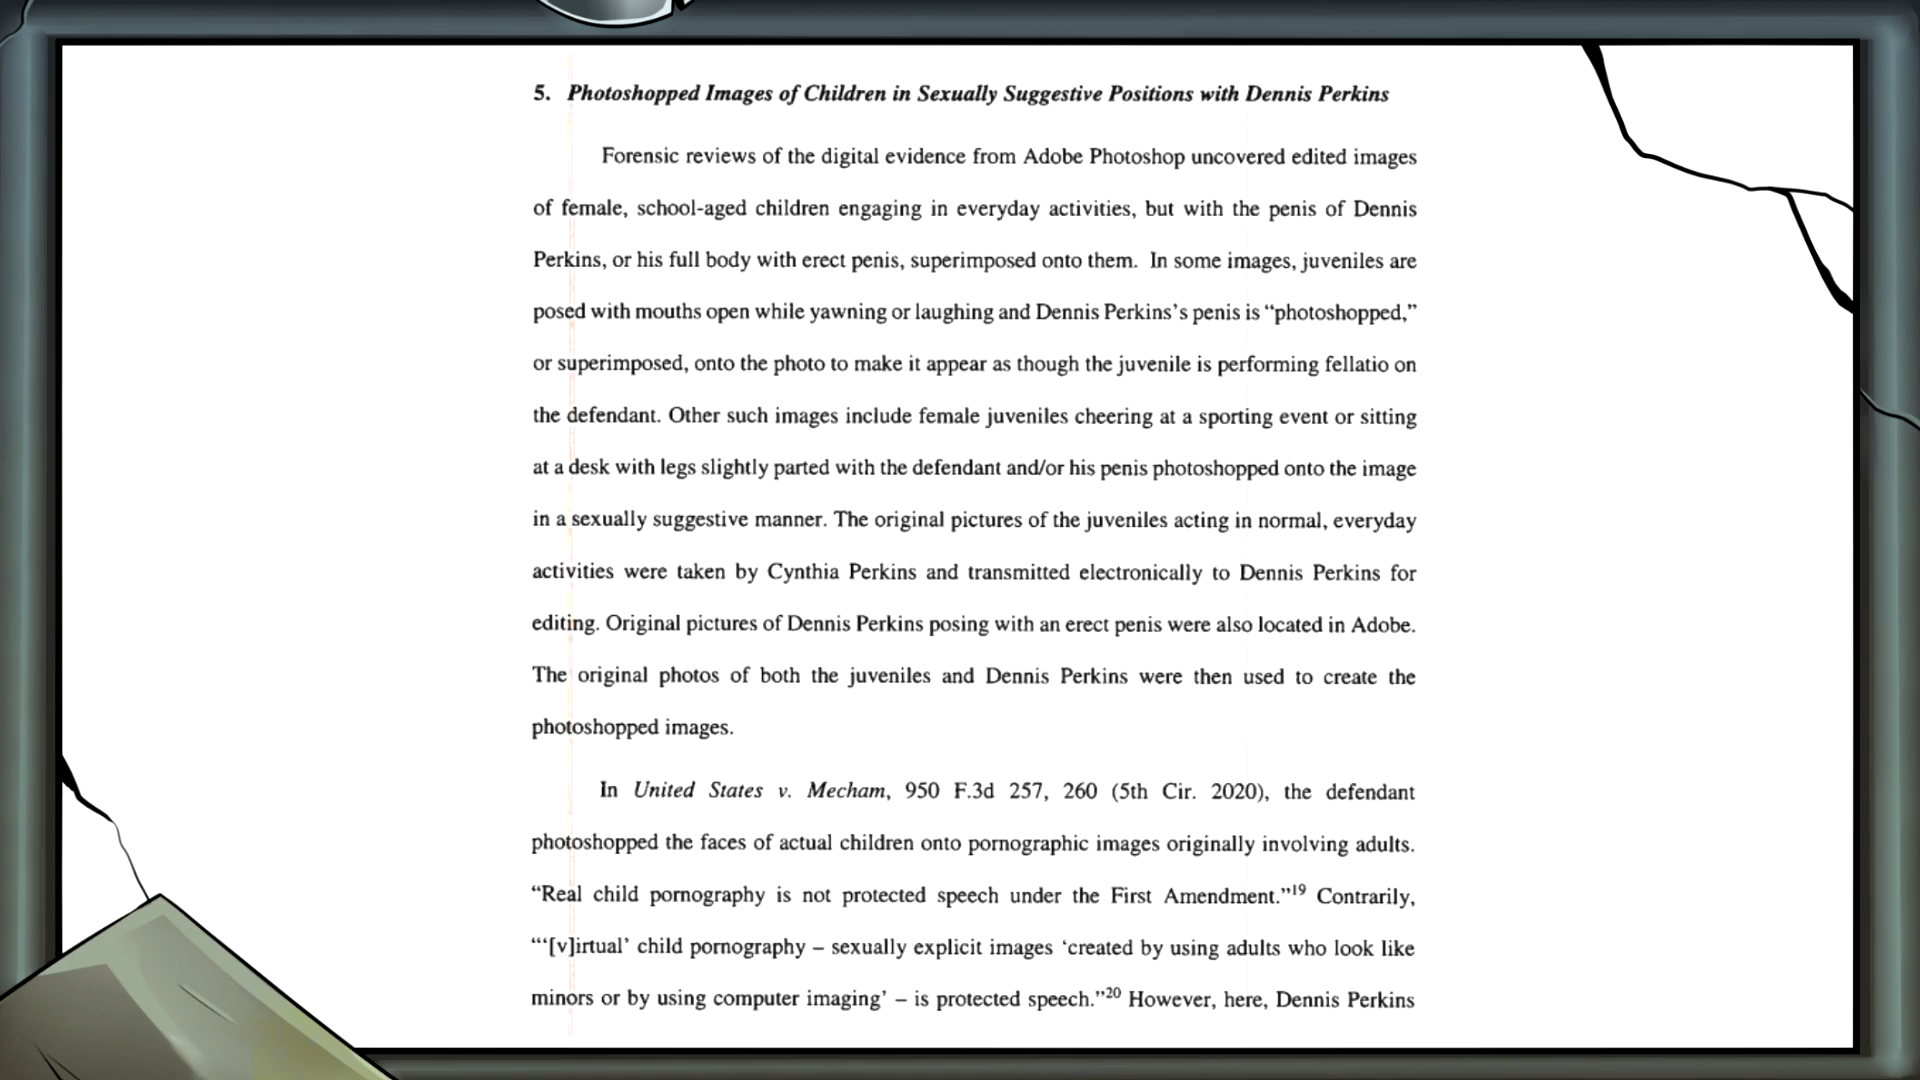 5. Photoshopped Images of Children in Sexually Suggestive Positions with Dennis Perkins
Forensic reviews of the digital evidence from Adobe Photoshop uncovered edited images
of female, school-aged children engaging in everyday activities, but with the penis of Dennis
Perkins, or his full body with erect penis, superimposed onto them. In some images, juveniles are
posed with mouths open while yawning or laughing and Dennis Perkins's penis is “photoshopped,”
or superimposed, onto the photo to make it appear as though the juvenile is performing fellatio on
the defendant. Other such images include female juveniles cheering at a sporting event or sitting
at a desk with legs slightly parted with the defendant and/or his penis photoshopped onto the image
in a sexually suggestive manner. The original pictures of the juveniles acting in normal, everyday
activities were taken by Cynthia Perkins and transmitted electronically to Dennis Perkins for
editing. Original pictures of Dennis Perkins posing with an erect penis were also located in Adobe.
The original photos of both the juveniles and Dennis Perkins were then used to create the
photoshopped images.
In United States v. Mecham, 950 F.3d 257, 260 (5th Cir. 2020), the defendant
photoshopped the faces of actual children onto pornographic images originally involving adults.
“Real child pornography is not protected speech under the First Amendment.”19 Contrarily,
“‘[v]irtual’ child pornography – sexually explicit images ‘created by using adults who look like
minors or by using computer imaging’ – is protected speech.”20 However, here, Dennis Perkins